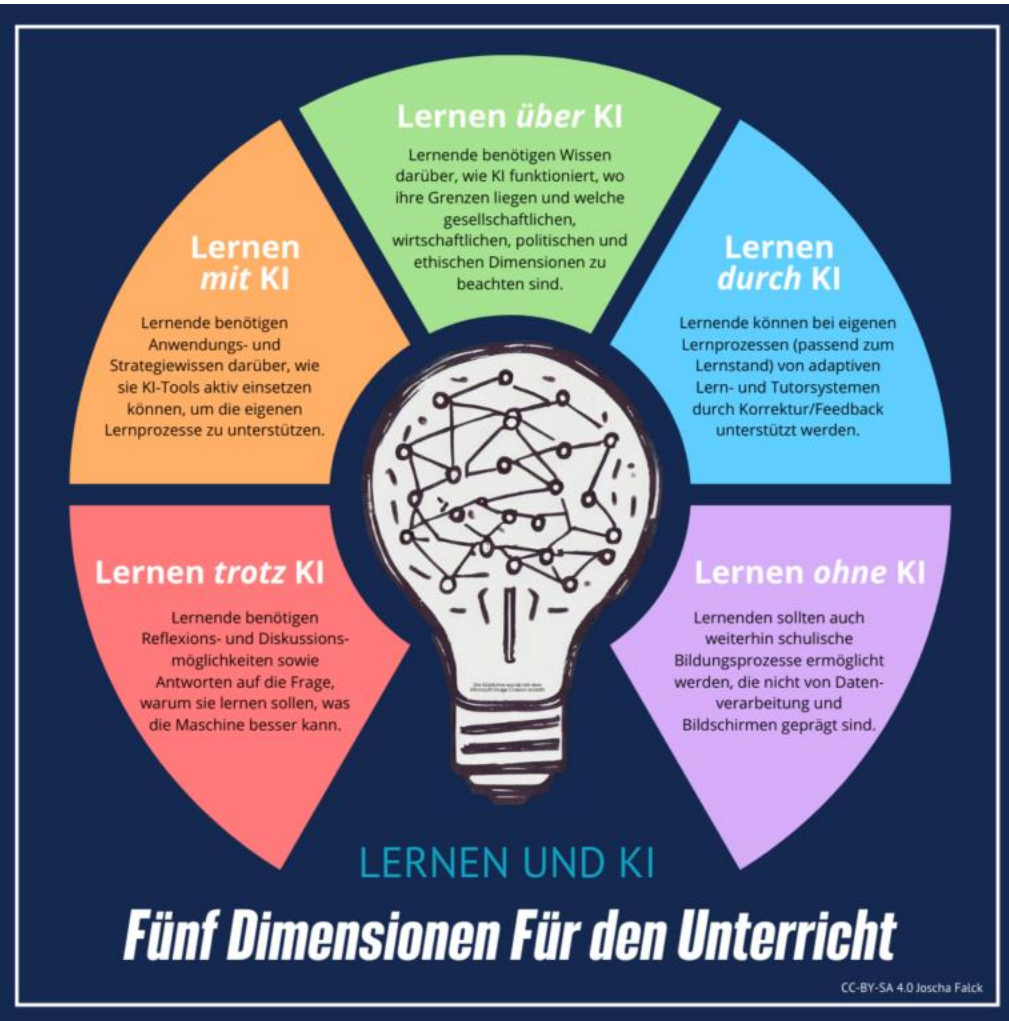 Lernen über KI
Lernende benötigen Wissen
darüber, wie KI funktioniert, wo
ihre Grenzen liegen und welche
gesellschaftlichen,
wirtschaftlichen, politischen und
ethischen Dimensionen zu
beachten sind.
Lernen
mit KI
Lernende benötigen
Anwendungs- und
Strategiewissen darüber, wie
sie KI-Tools aktiv einsetzen
können, um die eigenen
Lernprozesse zu unterstützen.
Lernen
durch KI
Lernende können bei eigenen
Lernprozessen (passend zum
Lernstand) von adaptiven
Lern- und Tutorsystemen
durch Korrektur/Feedback
unterstützt werden.
Lernen trotz KI
Lernende benötigen
Reflexions- und Diskussions-
möglichkeiten sowie
Antworten auf die Frage,
warum sie lernen sollen, was
die Maschine besser kann.
Lernen ohne KI
Lernenden sollten auch
weiterhin schulische
Bildungsprozesse ermöglicht
werden, die nicht von Daten-
verarbeitung und
Bildschirmen geprägt sind.
LERNEN UND KI
Fünf Dimensionen Für den Unterricht
CC-BY-SA 4.0 Joscha Falck